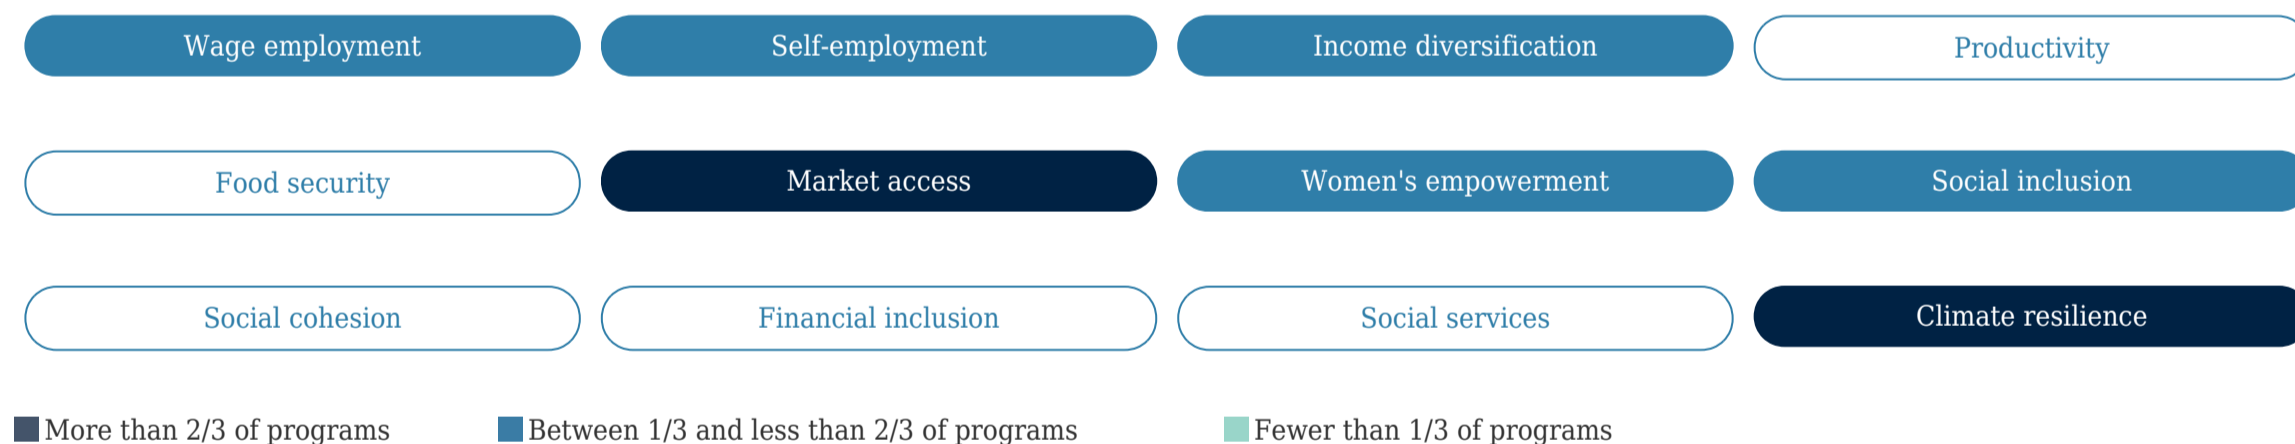 Wage employment Self-employment Income diversification Productivity
Food security Market access Women's empowerment Social inclusion
Social cohesion Financial inclusion Social services Climate resilience
More than 2/3 of programs Between 1/3 and less than 2/3 of programs Fewer than 1/3 of programs